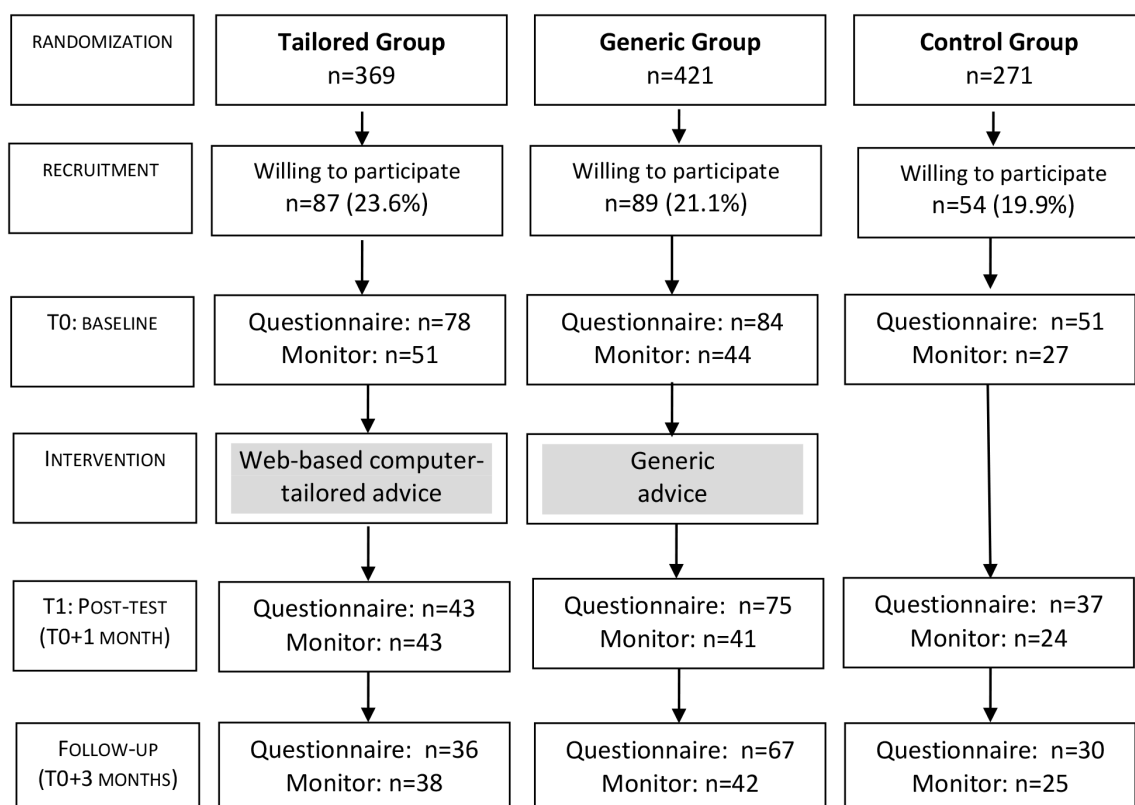 RANDOMIZATION
Tailored Group
n=369
Generic Group
n=421
Control Group
n=271
RECRUITMENT
Willing to participate
n=87 (23.6%)
Willing to participate
n=89 (21.1%)
Willing to participate
n=54 (19.9%)
T0: BASELINE
Questionnaire: n=78
Monitor: n=51
Questionnaire: n=84
Monitor: n=44
Questionnaire: n=51
Monitor: n=27
INTERVENTION
Web-based computer-
tailored advice
Generic
advice
T1: POST-TEST
(T0+1 MONTH)
Questionnaire: n=43
Monitor: n=43
Questionnaire: n=75
Monitor: n=41
Questionnaire: n=37
Monitor: n=24
FOLLOW-UP
(T0+3 MONTHS)
Questionnaire: n=36
Monitor: n=38
Questionnaire: n=67
Monitor: n=42
Questionnaire: n=30
Monitor: n=25